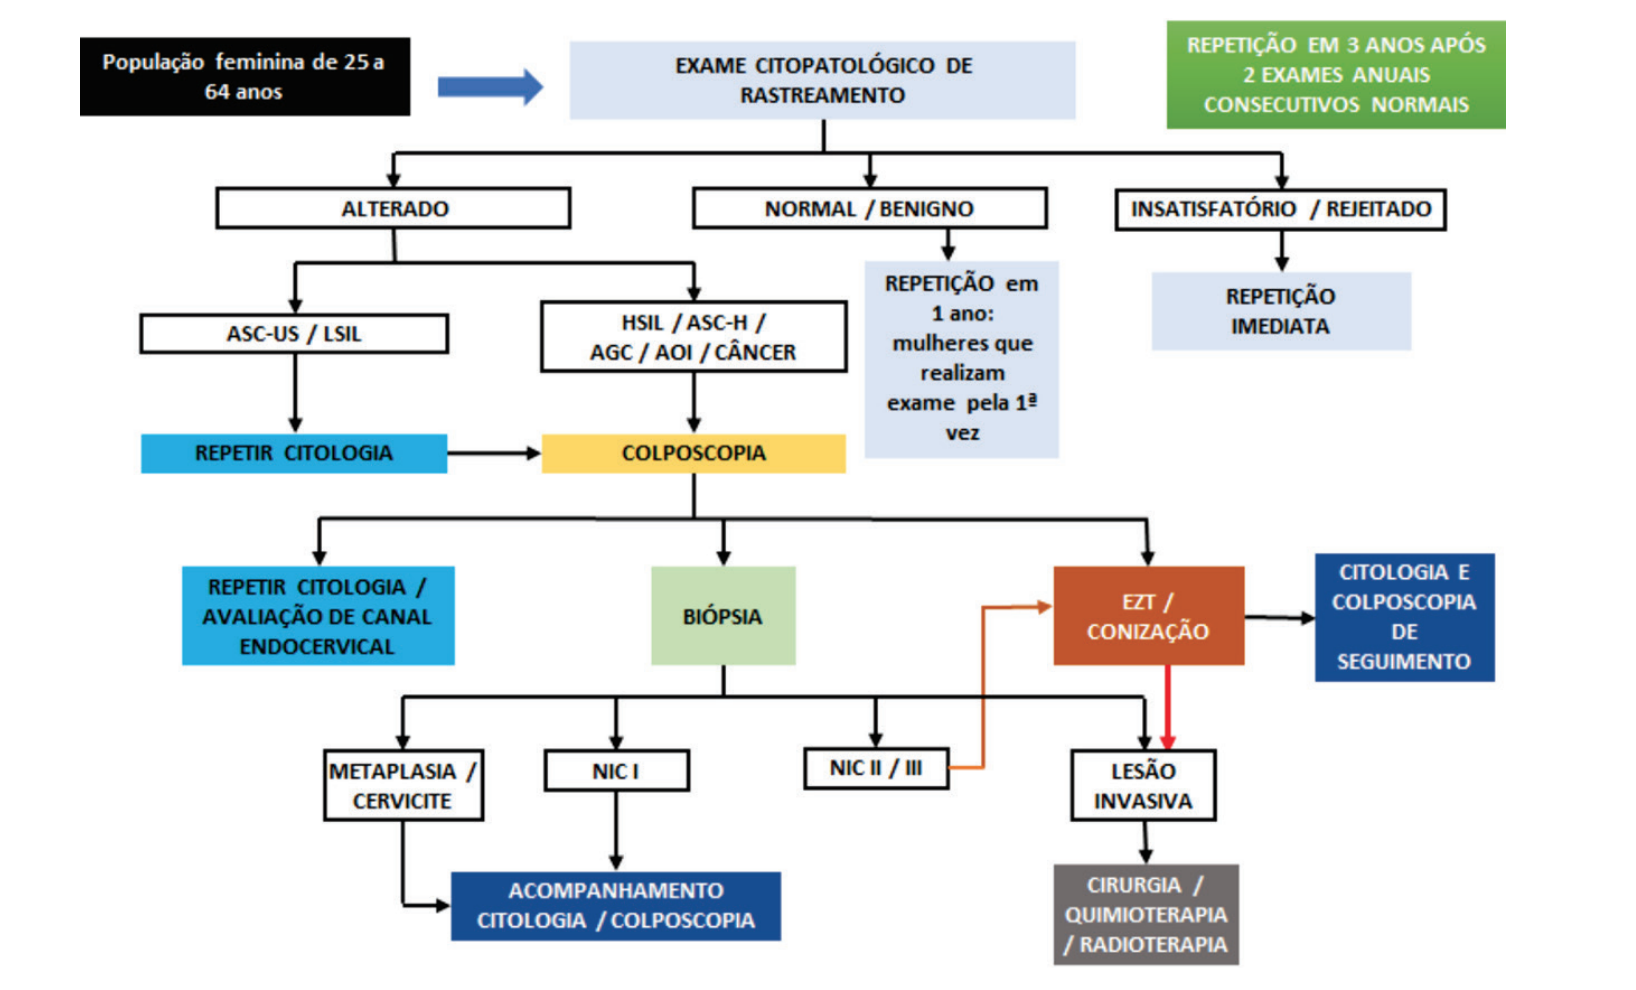 População feminina de 25 a
64 anos
EXAME CITOPATOLÓGICO DE
RASTREAMENTO
REPETIÇÃO EM 3 ANOS APÓS
2 EXAMES ANUAIS
CONSECUTIVOS NORMAIS
ALTERADO
NORMAL / BENIGNO
INSATISFATÓRIO / REJEITADO
ASC-US / LSIL
HSIL / ASC-H /
AGC / AOI / CÂNCER
REPETIÇÃO em
1 ano:
mulheres que
realizam
exame pela 1ª
vez
REPETIÇÃO
IMEDIATA
REPETIR CITOLOGIA
COLPOSCOPIA
REPETIR CITOLOGIA /
AVALIAÇÃO DE CANAL
ENDOCERVICAL
BIÓPSIA
EZT /
CONIZAÇÃO
CITOLOGIA E
COLPOSCOPIA
DE
SEGUIMENTO
METAPLASIA /
CERVICITE
NIC I
NIC II / III
LESÃO
INVASIVA
ACOMPANHAMENTO
CITOLOGIA / COLPOSCOPIA
CIRURGIA /
QUIMIOTERAPIA
/ RADIOTERAPIA